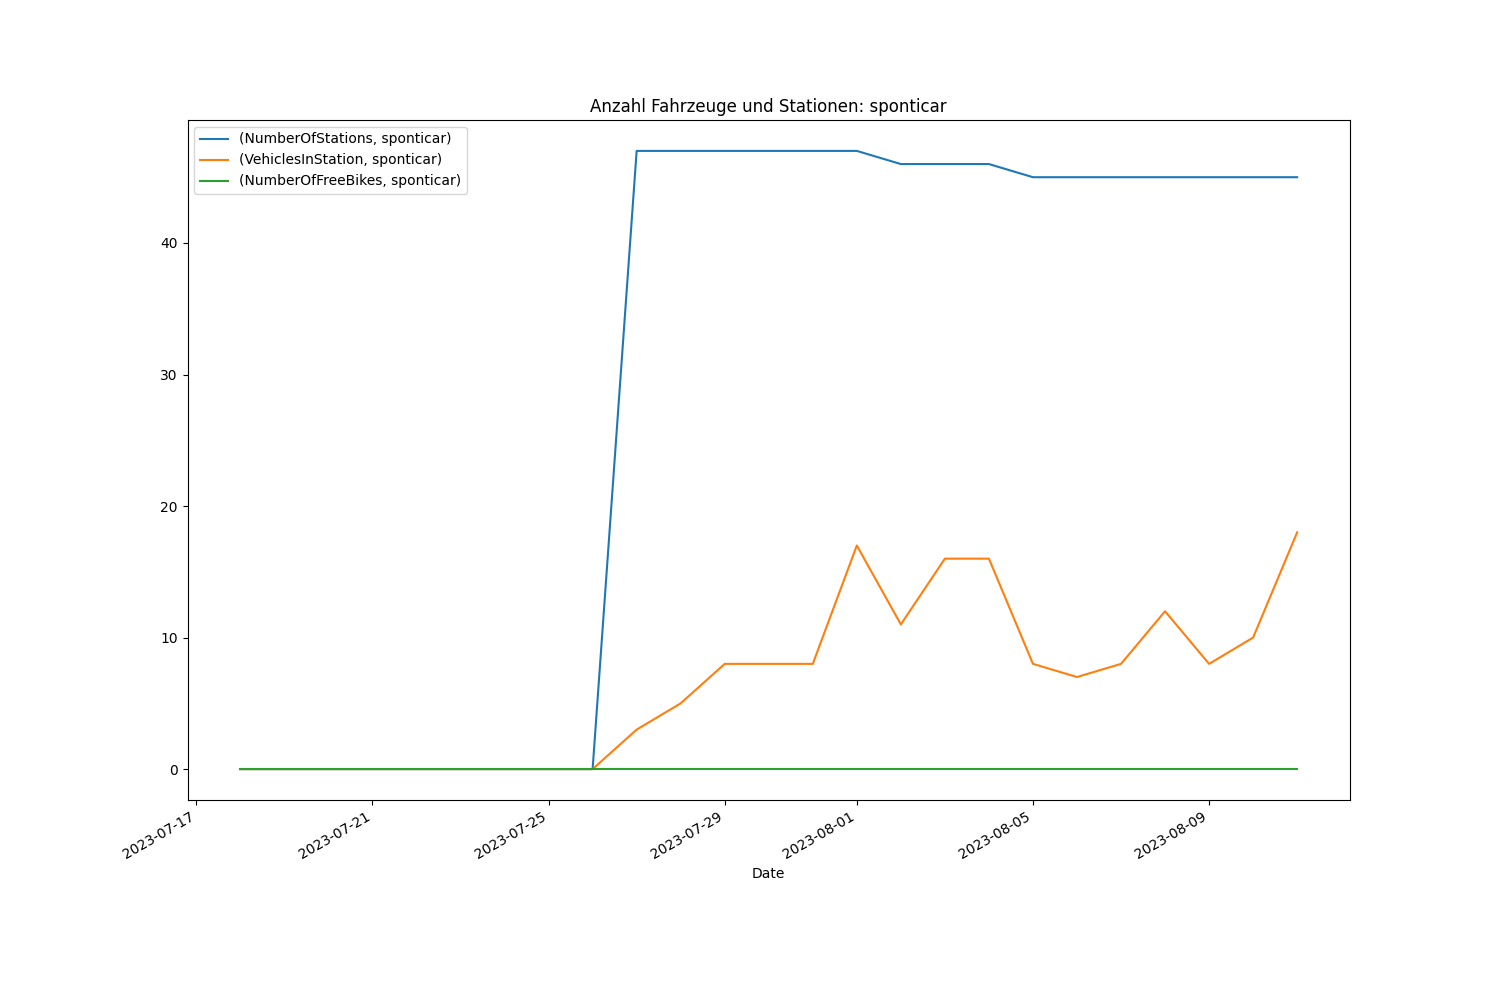 Anzahl Fahrzeuge und Stationen: sponticar
(NumberOfStations, sponticar)
(VehiclesInStation, sponticar)
(NumberOfFreeBikes, sponticar)
40
30
20
10
0
2023-07-17
2023-07-21
2023-07-25
2023-07-29
2023-08-01
2023-08-05
2023-08-09
Date